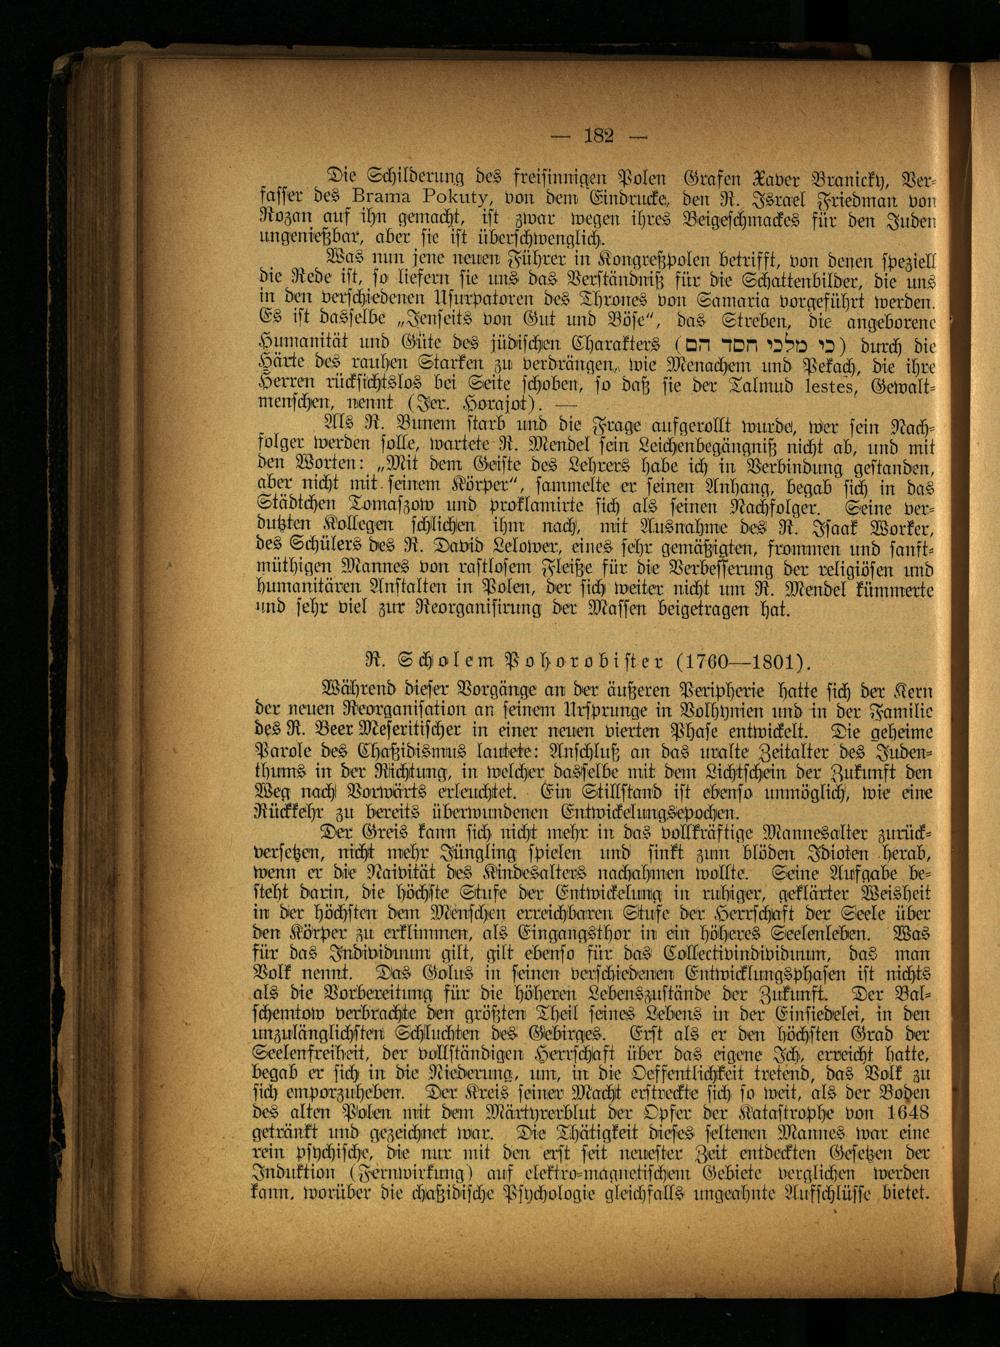 — 182 —
Die Schilderung des freisinnigen Polen Grafen Xaver Branicky, Ver-
fasser des Brama Pokuty, von dem Eindrucke, den R. Israel Friedman von
Rozan auf ihn gemacht, ist zwar wegen ihres Beigeschmackes für den Juden
ungenießbar, aber sie ist überschwenglich.
Was nun jene neuen Führer in Kongreßpolen betrifft, von denen speziell
die Rede ist, so liefern sie uns das Verständniß für die Schattenbilder, die uns
in den verschiedenen Usurpatoren des Thrones von Samaria vorgeführt werden.
Es ist dasselbe „Jenseits von Gut und Böse“, das Streben, die angeborene
Humanität und Güte des jüdischen Charakters (כי מלכי חסד הם) durch die
Härte des rauhen Starken zu verdrängen, wie Menachem und Pekach, die ihre
Herren rücksichtslos bei Seite schoben, so daß sie der Talmud lestes, Gewalt-
menschen, nennt (Jer. Horajot). —
Als R. Bunem starb und die Frage aufgerollt wurde, wer sein Nach-
folger werden solle, wartete R. Mendel sein Leichenbegängniß nicht ab, und mit
den Worten: „Mit dem Geiste des Lehrers habe ich in Verbindung gestanden,
aber nicht mit seinem Körper“, sammelte er seinen Anhang, begab sich in das
Städtchen Tomaszow und proklamirte sich als seinen Nachfolger. Seine ver-
dutzten Kollegen schlichen ihm nach, mit Ausnahme des R. Isaak Worker,
des Schülers des R. David Lelower, eines sehr gemäßigten, frommen und sanft-
müthigen Mannes von rastlosem Fleiße für die Verbesserung der religiösen und
humanitären Anstalten in Polen, der sich weiter nicht um R. Mendel kümmerte
und sehr viel zur Reorganisirung der Massen beigetragen hat.
R. Scholem Pohorobister (1760—1801).
Während dieser Vorgänge an der äußeren Peripherie hatte sich der Kern
der neuen Reorganisation an seinem Ursprunge in Volhynien und in der Familie
des R. Beer Meseritischer in einer neuen vierten Phase entwickelt. Die geheime
Parole des Chaßidismus lautete: Anschluß an das uralte Zeitalter des Juden-
thums in der Richtung, in welcher dasselbe mit dem Lichtschein der Zukunft den
Weg nach Vorwärts erleuchtet. Ein Stillstand ist ebenso unmöglich, wie eine
Rückkehr zu bereits überwundenen Entwickelungsepochen.
Der Greis kann sich nicht mehr in das vollkräftige Mannesalter zurück-
versetzen, nicht mehr Jüngling spielen und sinkt zum blöden Idioten herab,
wenn er die Naivität des Kindesalters nachahmen wollte. Seine Aufgabe be-
steht darin, die höchste Stufe der Entwickelung in ruhiger, geklärter Weisheit
in der höchsten dem Menschen erreichbaren Stufe der Herrschaft der Seele über
den Körper zu erklimmen, als Eingangsthor in ein höheres Seelenleben. Was
für das Individuum gilt, gilt ebenso für das Collectivindividuum, das man
Volk nennt. Das Golus in seinen verschiedenen Entwicklungsphasen ist nichts
als die Vorbereitung für die höheren Lebenszustände der Zukunft. Der Bal-
schemtow verbrachte den größten Theil seines Lebens in der Einsiedelei, in den
unzulänglichsten Schluchten des Gebirges. Erst als er den höchsten Grad der
Seelenfreiheit, der vollständigen Herrschaft über das eigene Ich, erreicht hatte,
begab er sich in die Niederung, um, in die Oeffentlichkeit tretend, das Volk zu
sich emporzuheben. Der Kreis seiner Macht erstreckte sich so weit, als der Boden
des alten Polen mit dem Märtyrerblut der Opfer der Katastrophe von 1648
getränkt und gezeichnet war. Die Thätigkeit dieses seltenen Mannes war eine
rein psychische, die nur mit den erst seit neuester Zeit entdeckten Gesetzen der
Induktion (Fernwirkung) auf elektro-magnetischem Gebiete verglichen werden
kann, worüber die chaßidische Psychologie gleichfalls ungeahnte Aufschlüsse bietet.